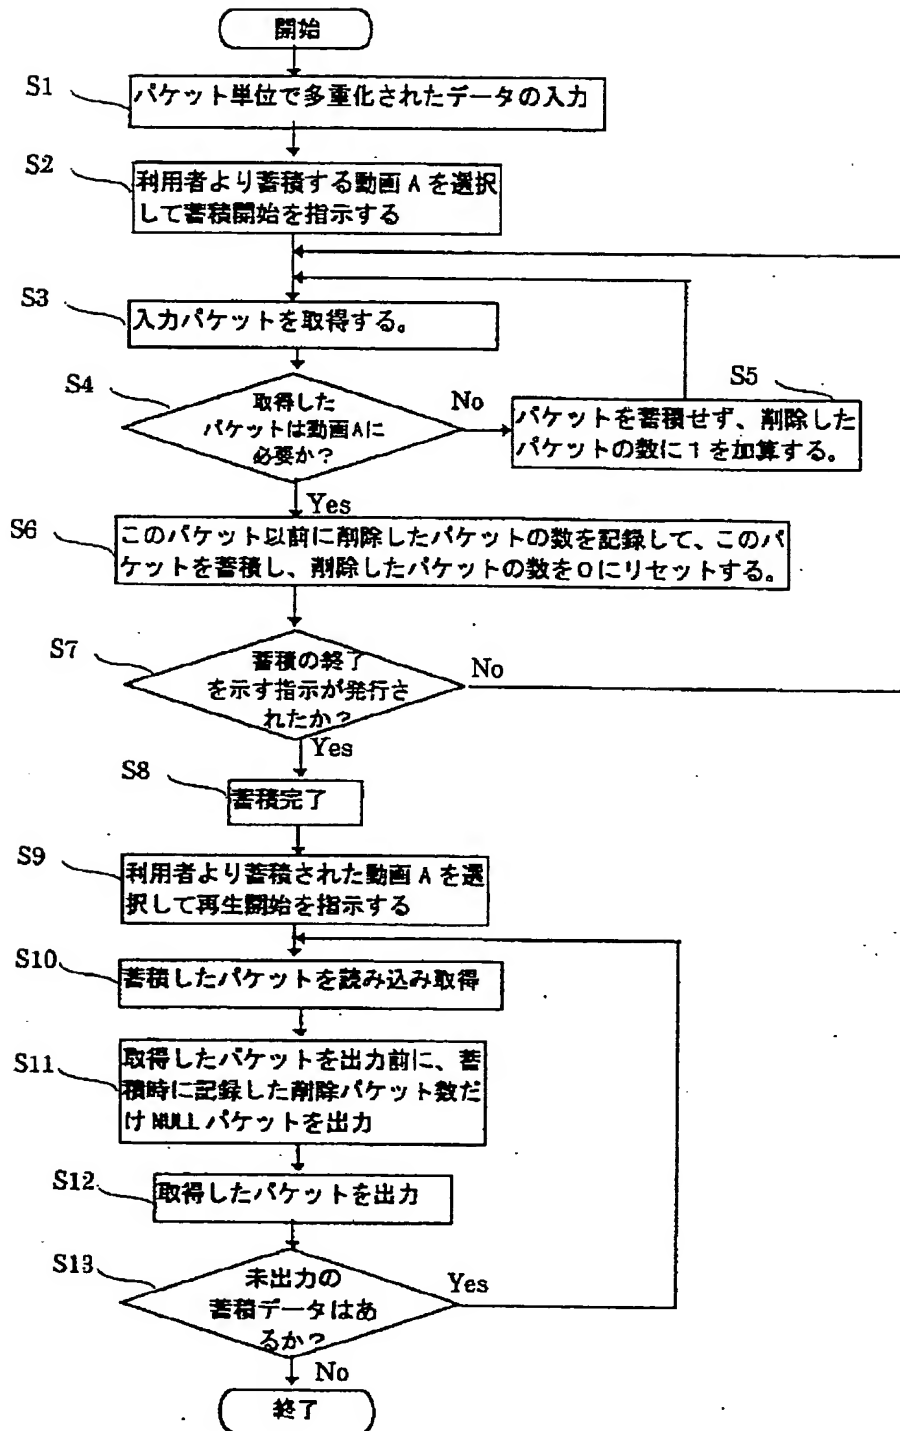 開始
S1
パケット単位で多重化されたデータの入力
S2
利用者より蓄積する動画 A を選択
して蓄積開始を指示する
S3
入力パケットを取得する。
S4
取得した
パケットは動画Aに
必要か？
No
S5
パケットを蓄積せず、削除した
パケットの数に１を加算する。
Yes
S6
このパケット以前に削除したパケットの数を記録して、このパ
ケットを蓄積し、削除したパケットの数を０にリセットする。
S7
蓄積の終了
を示す指示が発行さ
れたか？
No
Yes
S8
蓄積完了
S9
利用者より蓄積された動画 A を選
択して再生開始を指示する
S10
蓄積したパケットを読み込み取得
S11
取得したパケットを出力前に、蓄
積時に記録した削除パケット数だ
け NULL パケットを出力
S12
取得したパケットを出力
S13
未出力の
蓄積データはあ
るか？
Yes
No
終了